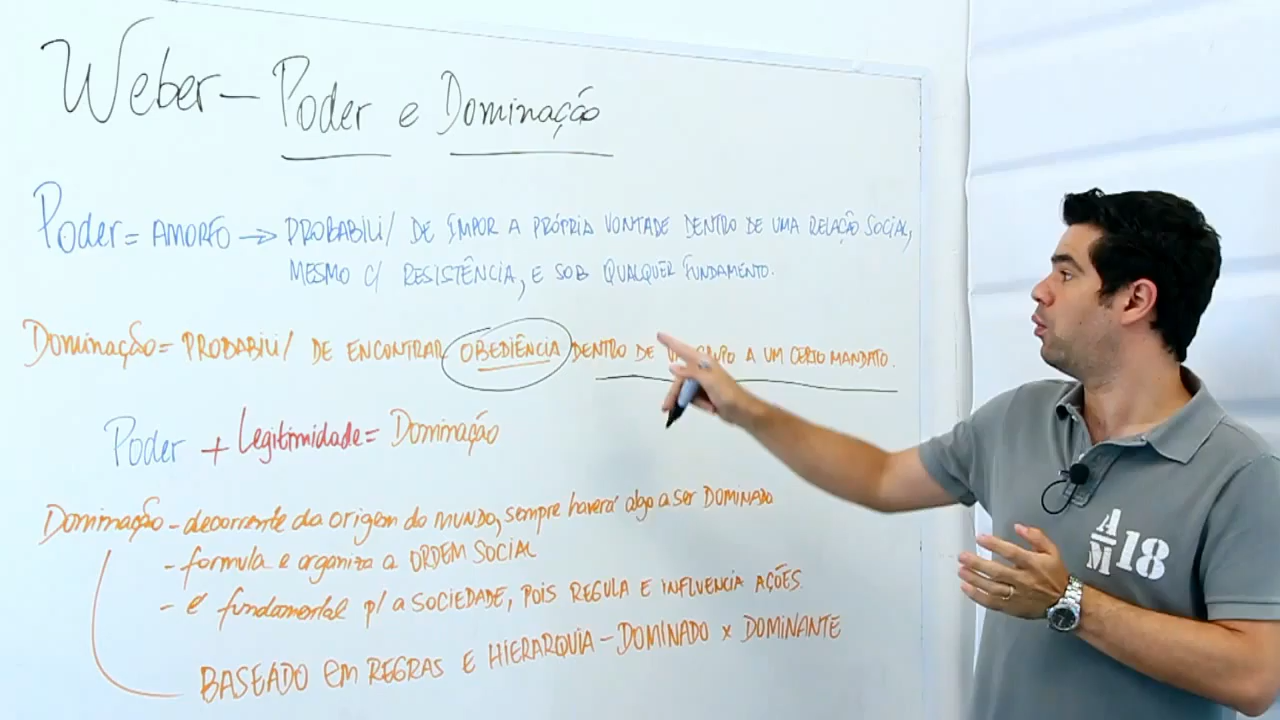 Weber - Poder e Dominação
Poder = AMORFO → PROBABILI/ DE IMPOR A PRÓPRIA VONTADE DENTRO DE UMA RELAÇÃO SOCIAL,
MESMO C/ RESISTÊNCIA, E SOB QUALQUER FUNDAMENTO.
Dominação = PROBABILI/ DE ENCONTRAR OBEDIÊNCIA DENTRO DE A UM CERTO MANDATO.
Poder + Legitimidade = Dominação
Dominação - decorrente da origem do MUNDO, sempre haverá algo a ser DOMINADO
- formula e organiza a ORDEM SOCIAL
- é fundamental p/ a SOCIEDADE, POIS REGULA E INFLUENCIA AÇÕES.
BASEADO EM REGRAS E HIERARQUIA - DOMINADO x DOMINANTE
A
M 18